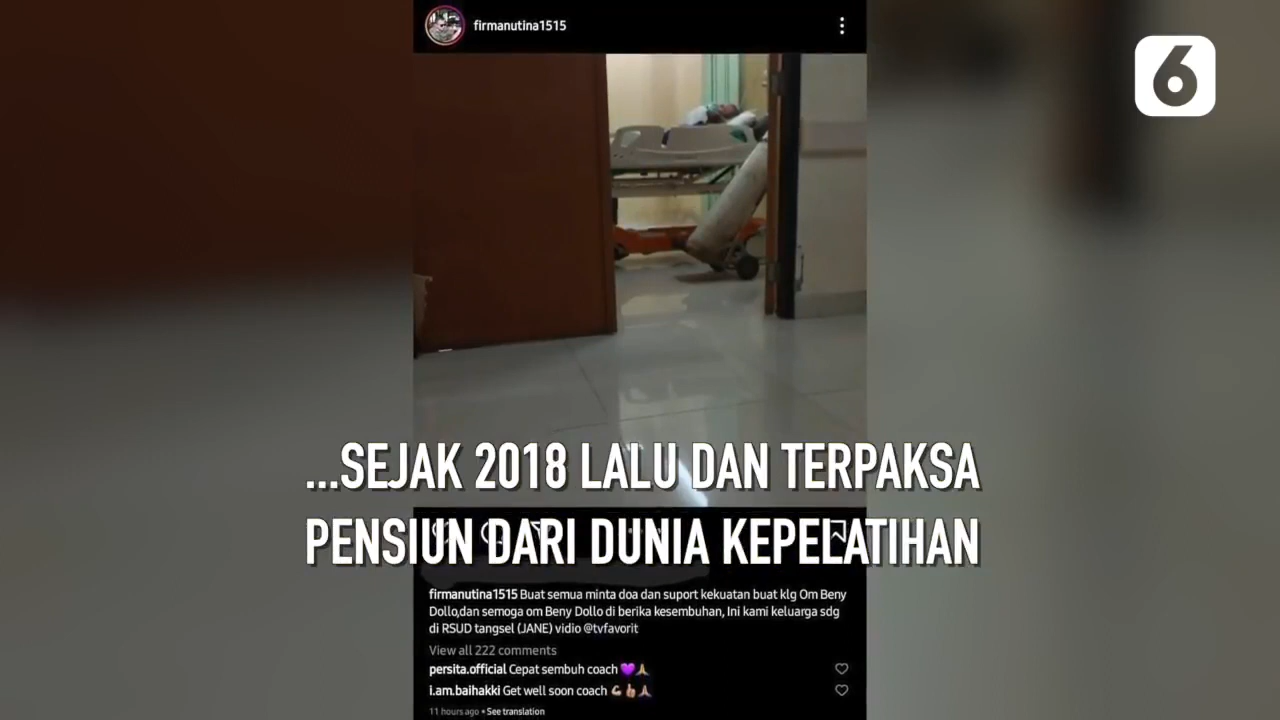 firmanutina1515
6
...SEJAK 2018 LALU DAN TERPAKSA
PENSIUN DARI DUNIA KEPELATIHAN
firmanutina1515 Buat semua minta doa dan suport kekuatan buat klg Om Beny
Dollo,dan semoga om Beny Dollo di berika kesembuhan, Ini kami keluarga sdg
di RSUD tangsel (JANE) vidio @tvfavorit
View all 222 comments
persita.official Cepat sembuh coach 💜🙏🏽
i.am.baihakki Get well soon coach 💪🏽👍🏽🙏🏽
11 hours ago • See translation